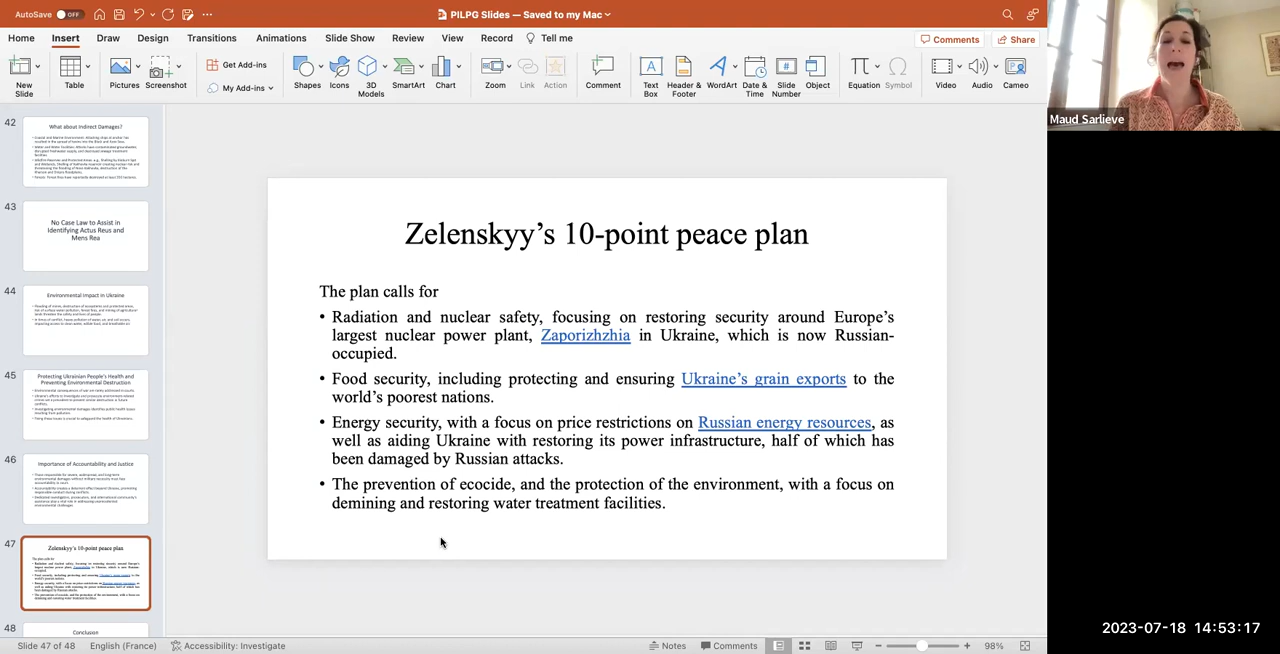 AutoSave OFF
PILPG Slides — Saved to my Mac
Home Insert Draw Design Transitions Animations Slide Show Review View Record Tell me
Comments Share
New Slide
Table
Pictures
Screenshot
Get Add-ins
My Add-ins
Shapes
Icons
3D Models
SmartArt
Chart
Zoom
Link
Action
Comment
Text Box
Header & Footer
WordArt
Date & Time
Slide Number
Object
Equation
Symbol
Video
Audio
Cameo
Maud Sarlieve
42
What about Indirect Damages?
43
No Case Law to Assist in
Identifying Actus Reus and
Mens Rea
44
Environmental Impact in Ukraine
45
Protecting Ukrainian People's Health and
Preventing Environmental Destruction
46
Importance of Accountability and Justice
47
Zelenskyy's 10-point peace plan
48
Conclusion
Zelenskyy's 10-point peace plan
The plan calls for
• Radiation and nuclear safety, focusing on restoring security around Europe's
largest nuclear power plant, Zaporizhzhia in Ukraine, which is now Russian-
occupied.
• Food security, including protecting and ensuring Ukraine's grain exports to the
world's poorest nations.
• Energy security, with a focus on price restrictions on Russian energy resources, as
well as aiding Ukraine with restoring its power infrastructure, half of which has
been damaged by Russian attacks.
• The prevention of ecocide, and the protection of the environment, with a focus on
demining and restoring water treatment facilities.
2023-07-18 14:53:17
Slide 47 of 48 English (France) Accessibility: Investigate Notes Comments 98%